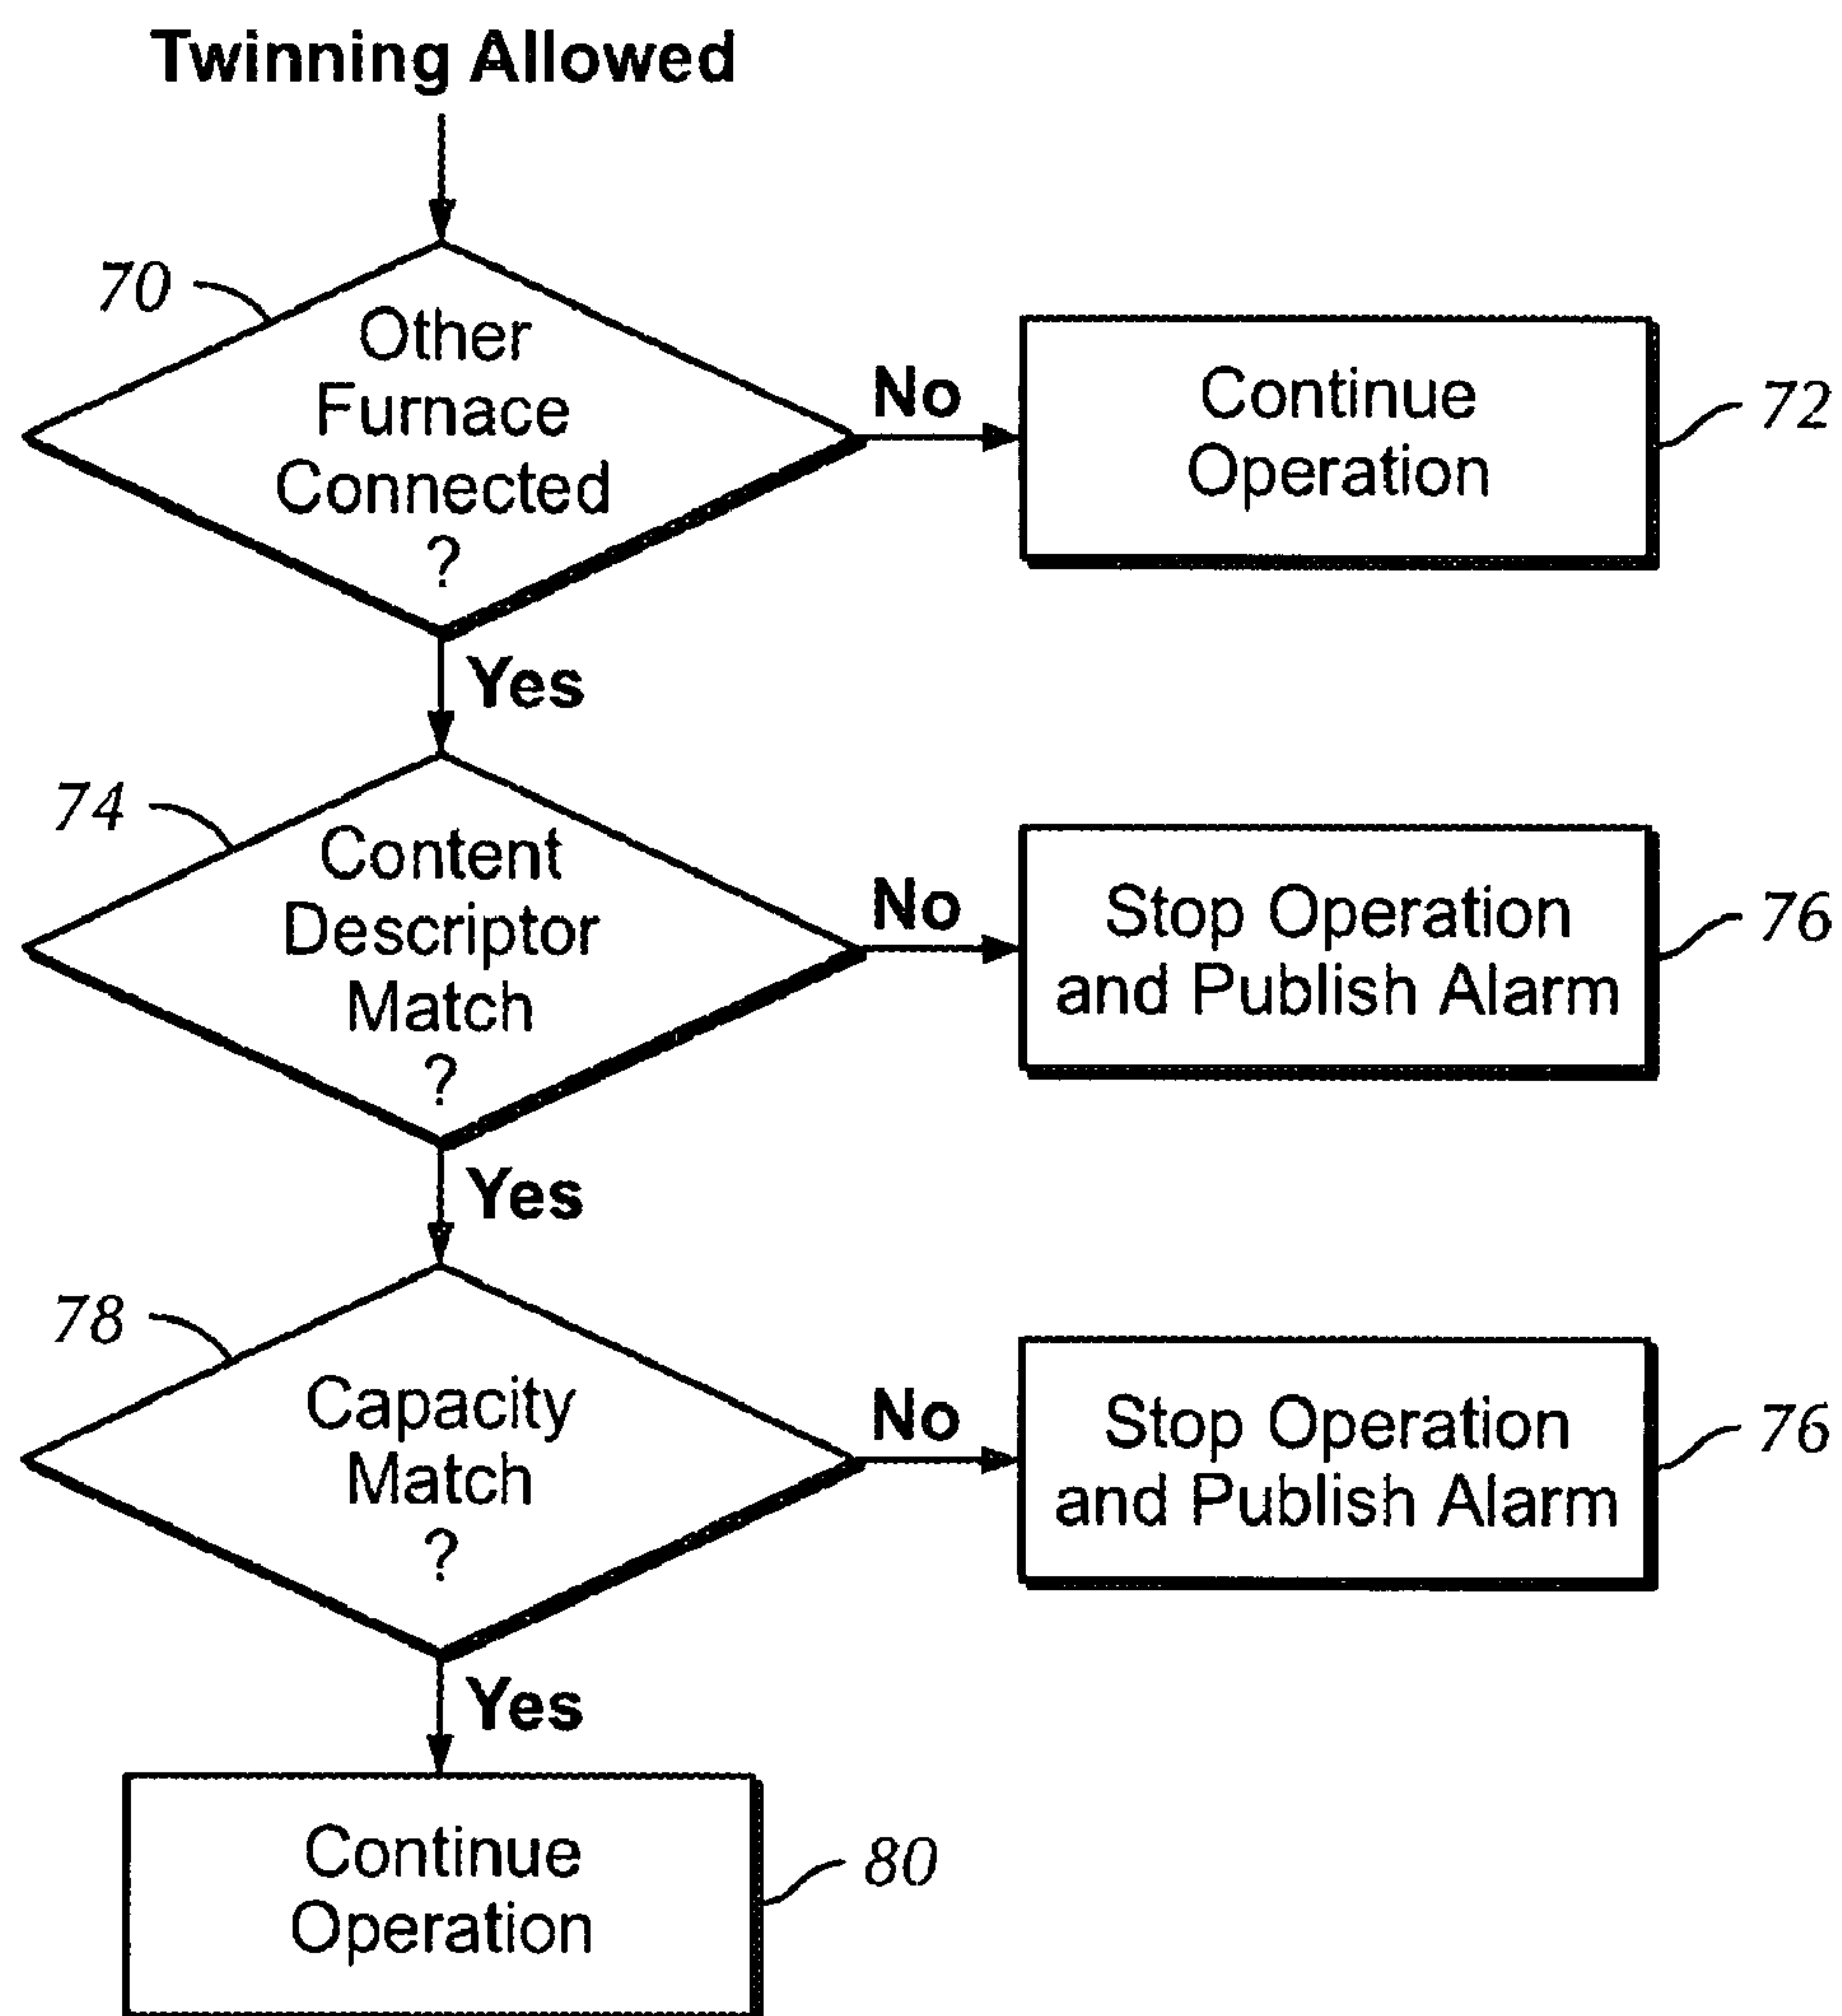 Twinning Allowed
70
Other
Furnace
Connected
?
No
Continue
Operation
72
Yes
74
Content
Descriptor
Match
?
No
Stop Operation
and Publish Alarm
76
Yes
78
Capacity
Match
?
No
Stop Operation
and Publish Alarm
76
Yes
Continue
Operation
80